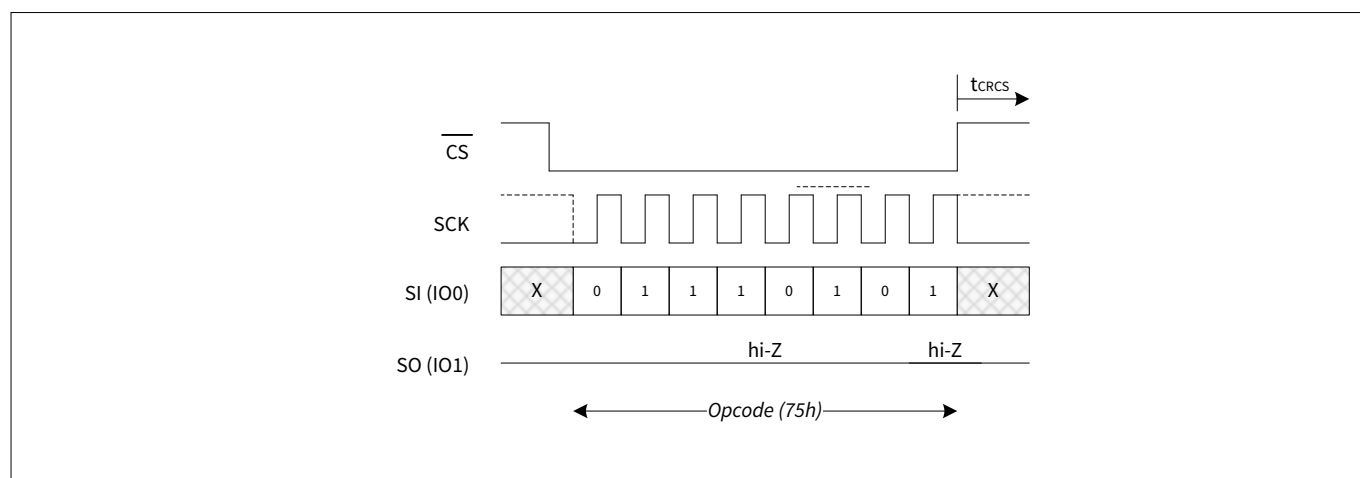 tCRCS
CS
SCK
SI (IO0) X 0 1 1 1 0 1 0 1 X
hi-Z hi-Z
SO (IO1)
Opcode (75h)